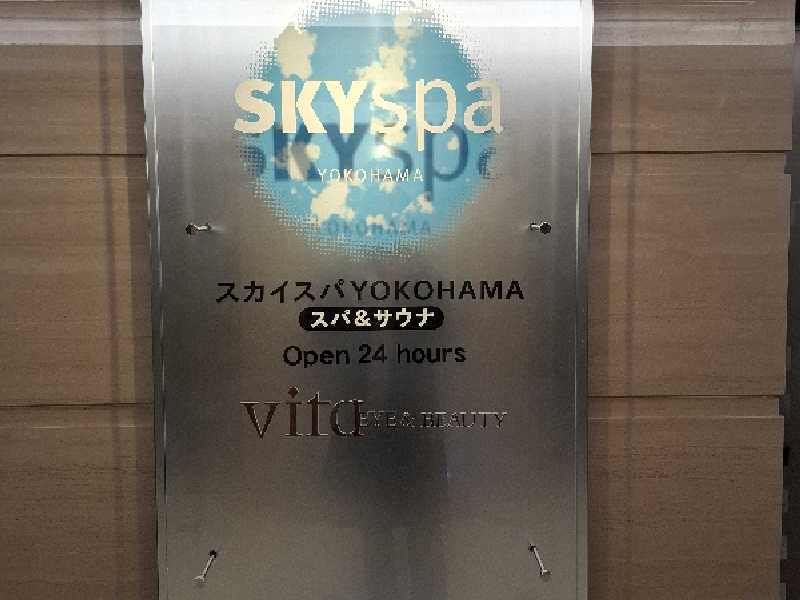 SKYspa
YOKOHAMA
スカイスパYOKOHAMA
スパ&サウナ
Open 24 hours
vita EYE & BEAUTY